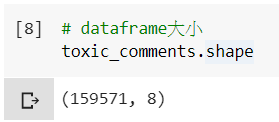 [8] # dataframe大小
toxic_comments.shape
(159571, 8)